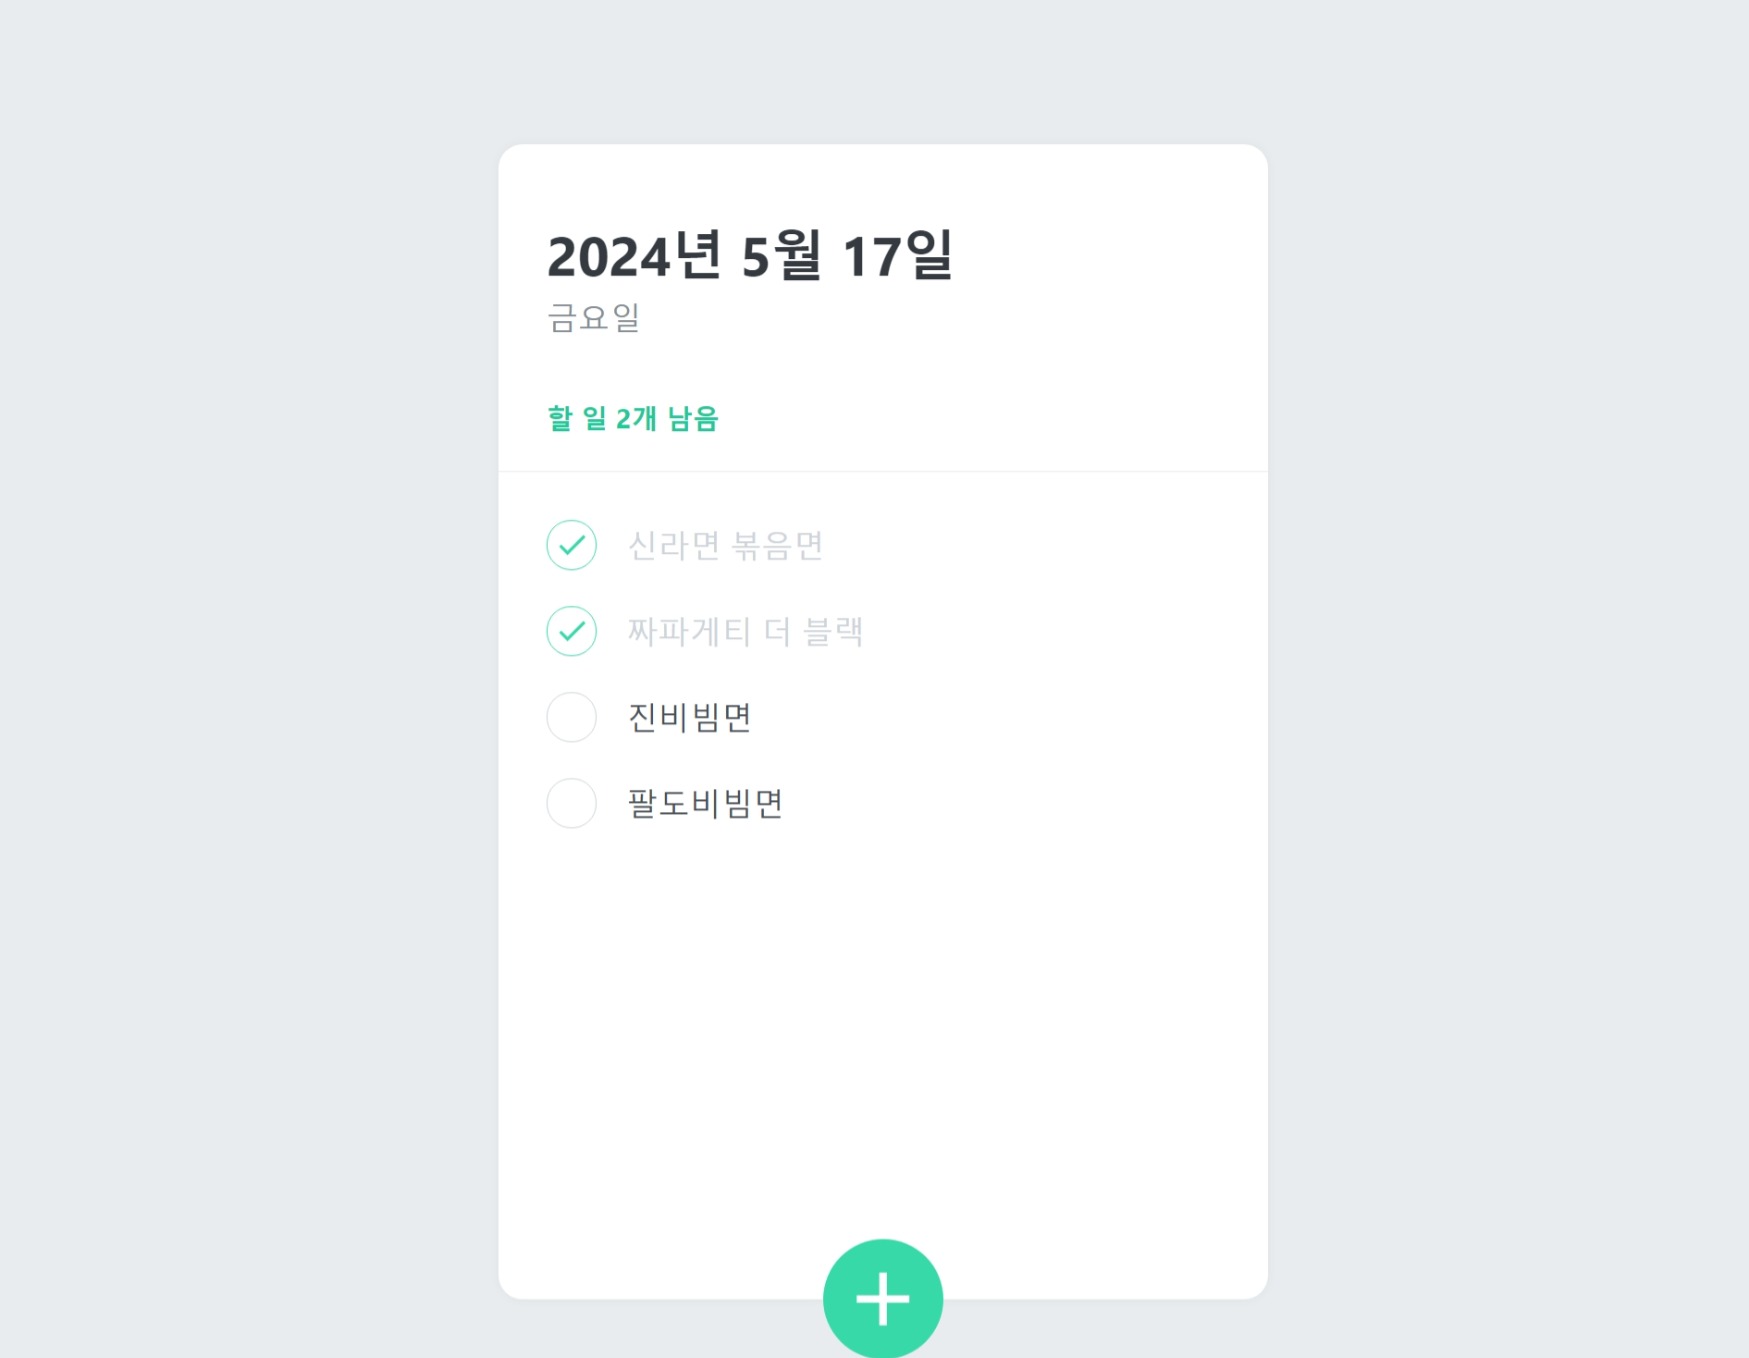 2024년 5월 17일
금요일
할 일 2개 남음
신라면 볶음면
짜파게티 더 블랙
진비빔면
팔도비빔면